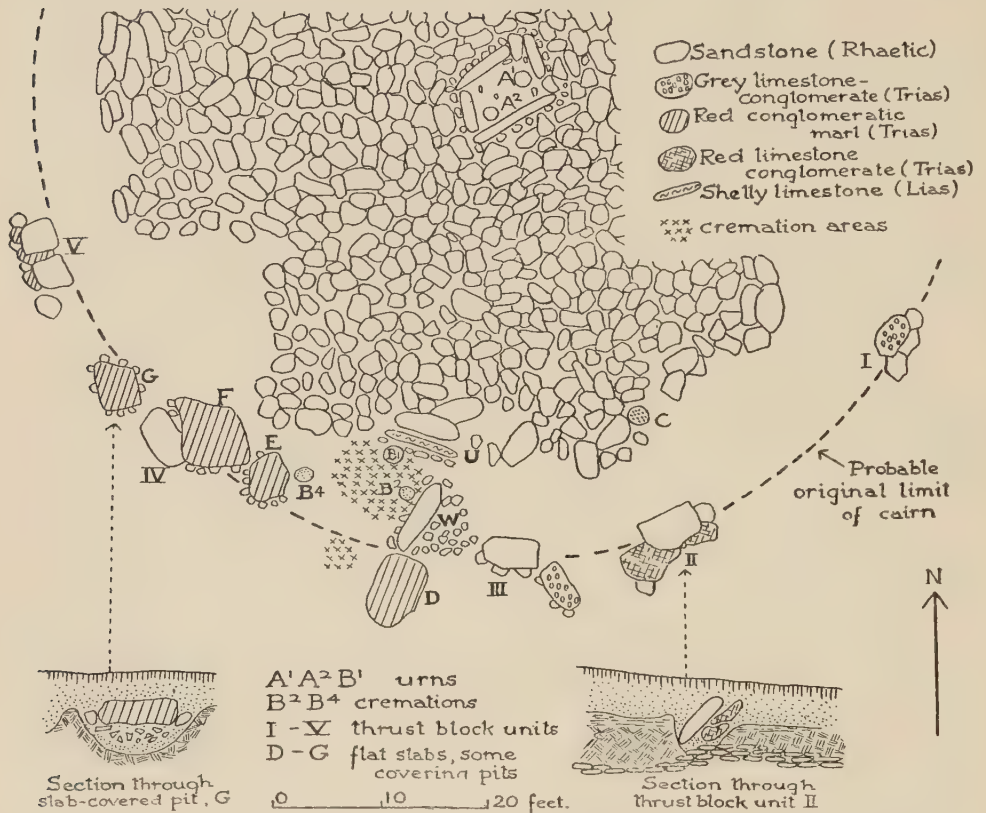 Sandstone (Rhaetic)
Grey limestone-
conglomerate (Trias)
Red conglomeratic
marl (Trias)
Red limestone
conglomerate (Trias)
Shelly limestone (Lias)
cremation areas
A¹
A²
V
G
F
IV
E
B4
B¹
B²
U
W
C
I
D
III
II
Probable
original limit
of cairn
N
A¹ A² B¹ urns
B² B⁴ cremations
I - V thrust block units
D - G flat slabs, some
covering pits
0 10 20 feet.
Section through
slab-covered pit, G
Section through
thrust block unit II